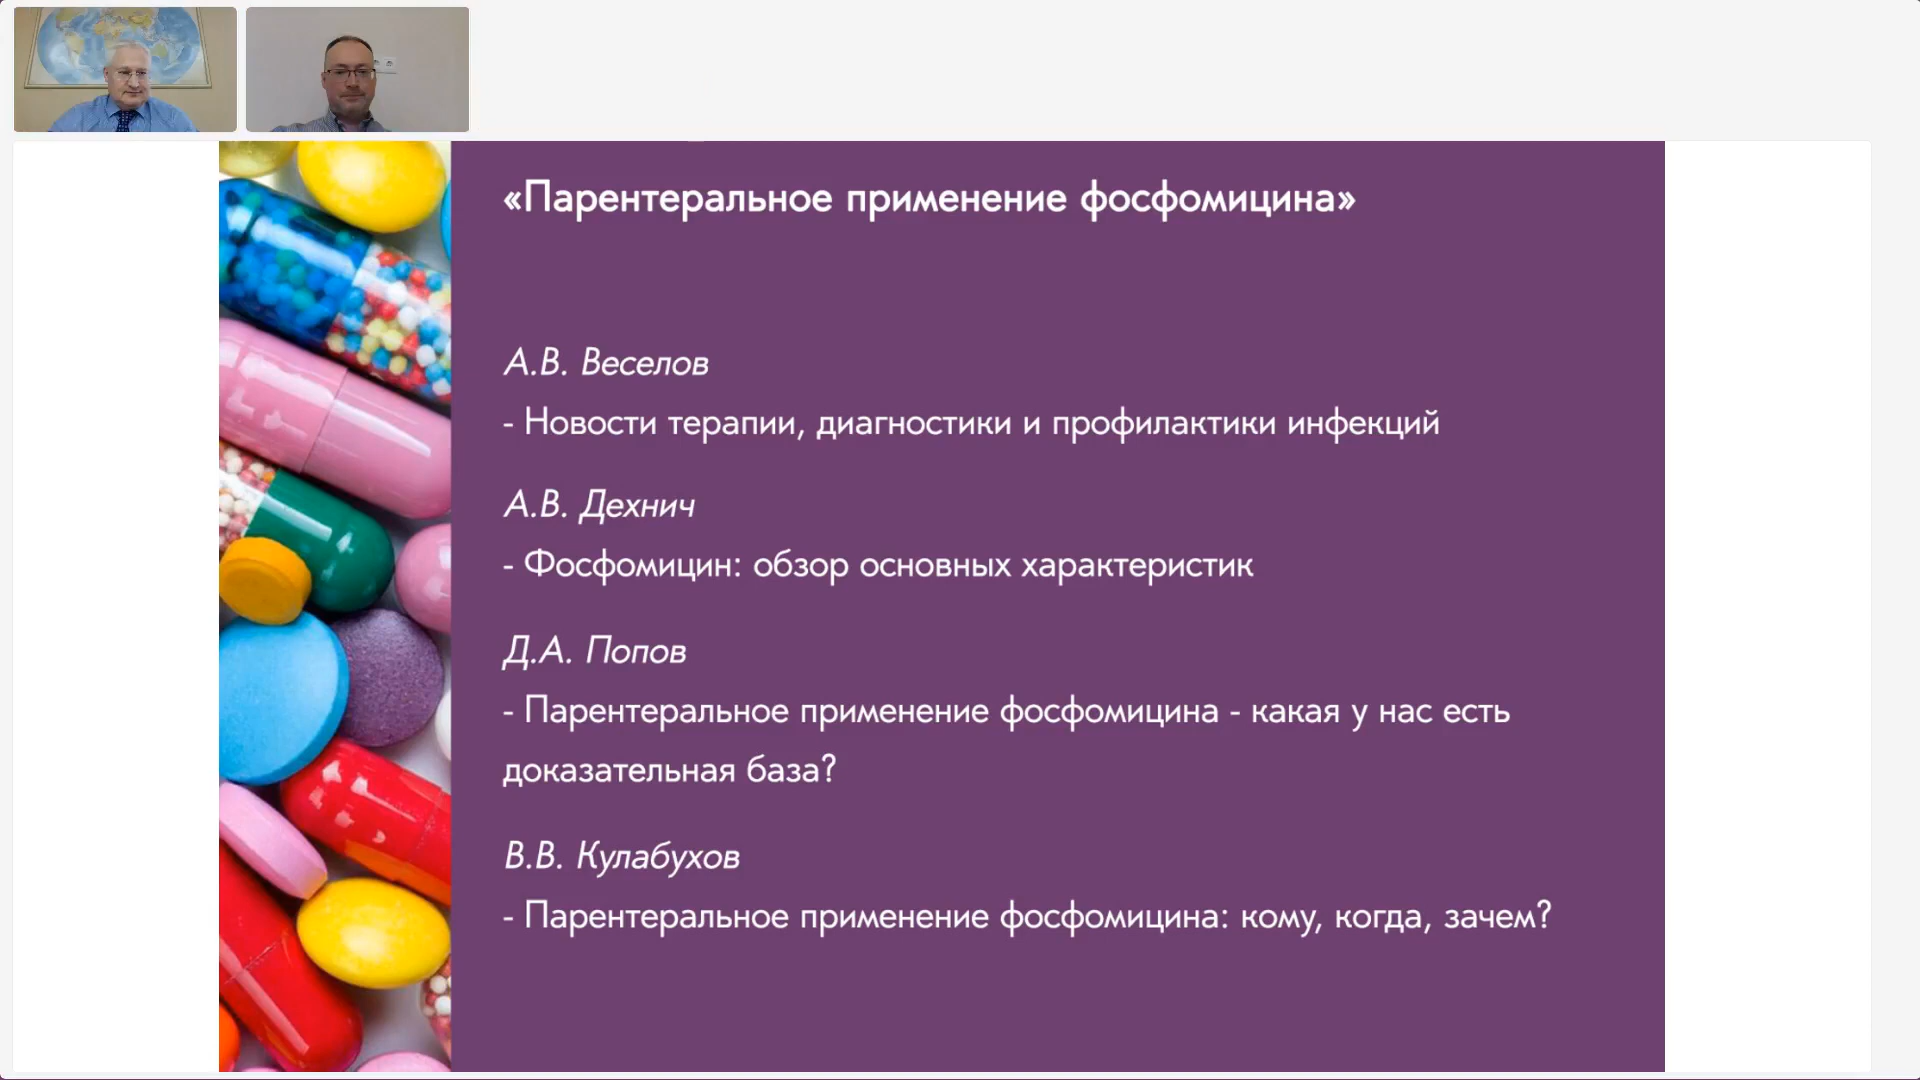 «Парентеральное применение фосфомицина»
А.В. Веселов
- Новости терапии, диагностики и профилактики инфекций
А.В. Дехнич
- Фосфомицин: обзор основных характеристик
Д.А. Попов
- Парентеральное применение фосфомицина - какая у нас есть
доказательная база?
В.В. Кулабухов
- Парентеральное применение фосфомицина: кому, когда, зачем?